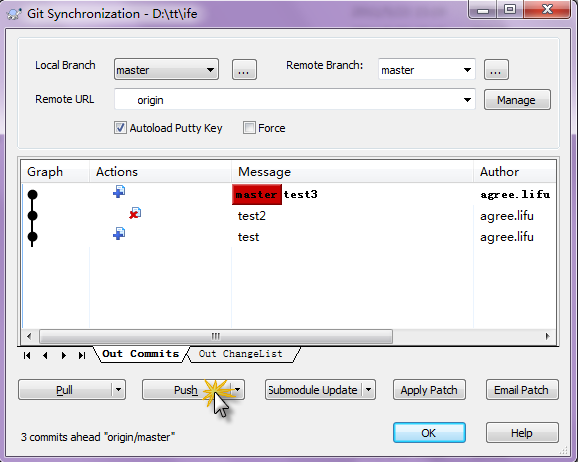 Git Synchronization - D:\tt\ife
Local Branch master ... Remote Branch: master ...
Remote URL origin Manage
Autoload Putty Key Force
Graph Actions Message Author
master test3 agree.lifu
test2 agree.lifu
test agree.lifu
Out Commits Out ChangeList
Pull Push Submodule Update Apply Patch Email Patch
3 commits ahead "origin/master" OK Help